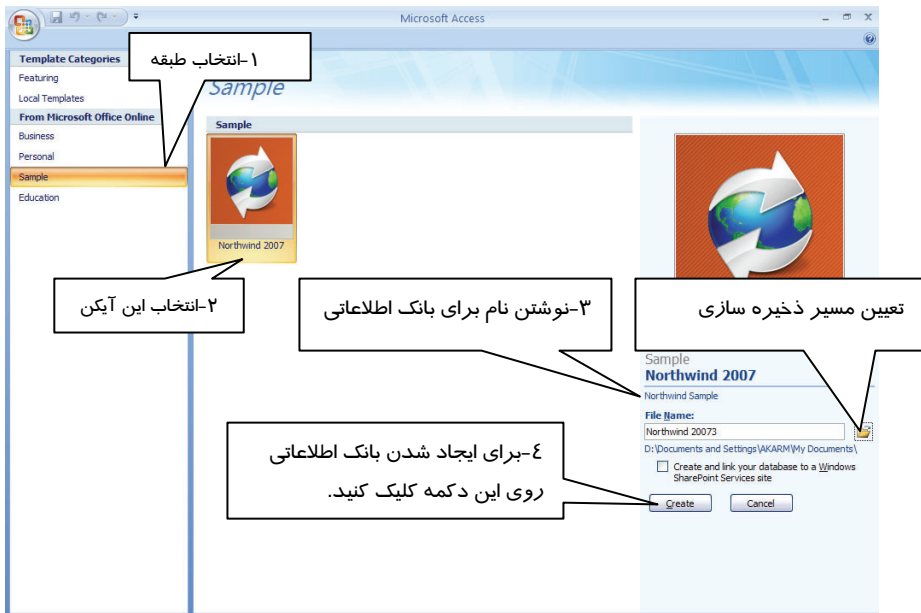 Microsoft Access
Template Categories
Featuring
Local Templates
From Microsoft Office Online
Business
Personal
Sample
Education
۱-انتخاب طبقه
Sample
Sample
Northwind 2007
۲-انتخاب این آیکن
۳-نوشتن نام برای بانک اطلاعاتی
تعیین مسیر ذخیره سازی
Sample
Northwind 2007
Northwind Sample
File Name:
Northwind 20073
D:\Documents and Settings\AKARM\My Documents\
Create and link your database to a Windows
SharePoint Services site
Create
Cancel
٤-برای ایجاد شدن بانک اطلاعاتی
روی این دکمه کلیک کنید.